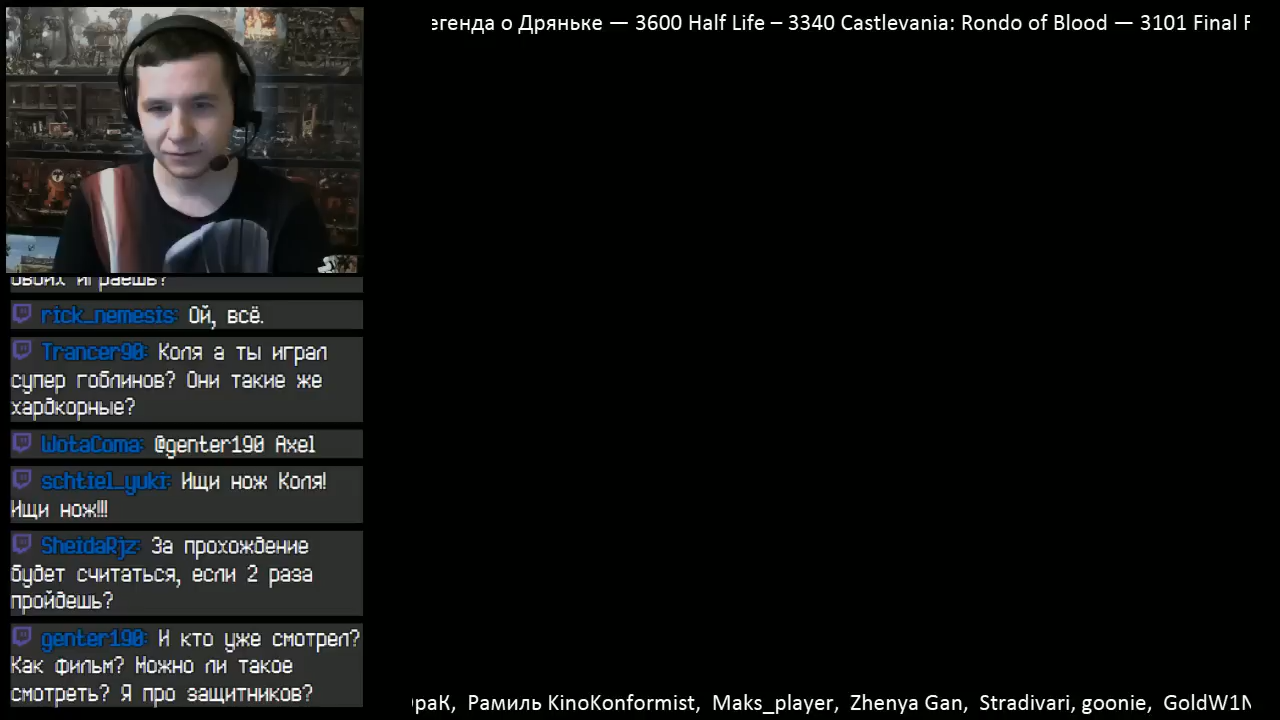 егенда о Дряньке — 3600 Half Life – 3340 Castlevania: Rondo of Blood — 3101 Final F
овоих играешь?
rick_nemesis: Ой, всё.
Trancer90: Коля а ты играл
супер гоблинов? Они такие же
хардкорные?
WotaComa: @genter190 Axel
schtiel_yuki: Ищи нож Коля!
Ищи нож!!!
SheidaRjz: За прохождение
будет считаться, если 2 раза
пройдешь?
genter190: И кто уже смотрел?
Как фильм? Можно ли такое
смотреть? Я про защитников?
раК, Рамиль KinoKonformist, Maks_player, Zhenya Gan, Stradivari, goonie, GoldW1N